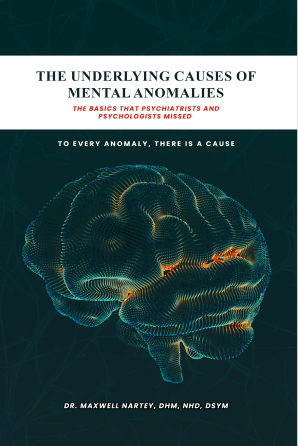 THE UNDERLYING CAUSES OF
MENTAL ANOMALIES
THE BASICS THAT PSYCHIATRISTS AND
PSYCHOLOGISTS MISSED
TO EVERY ANOMALY, THERE IS A CAUSE
DR. MAXWELL NARTEY, DHM, NHD, DSYM